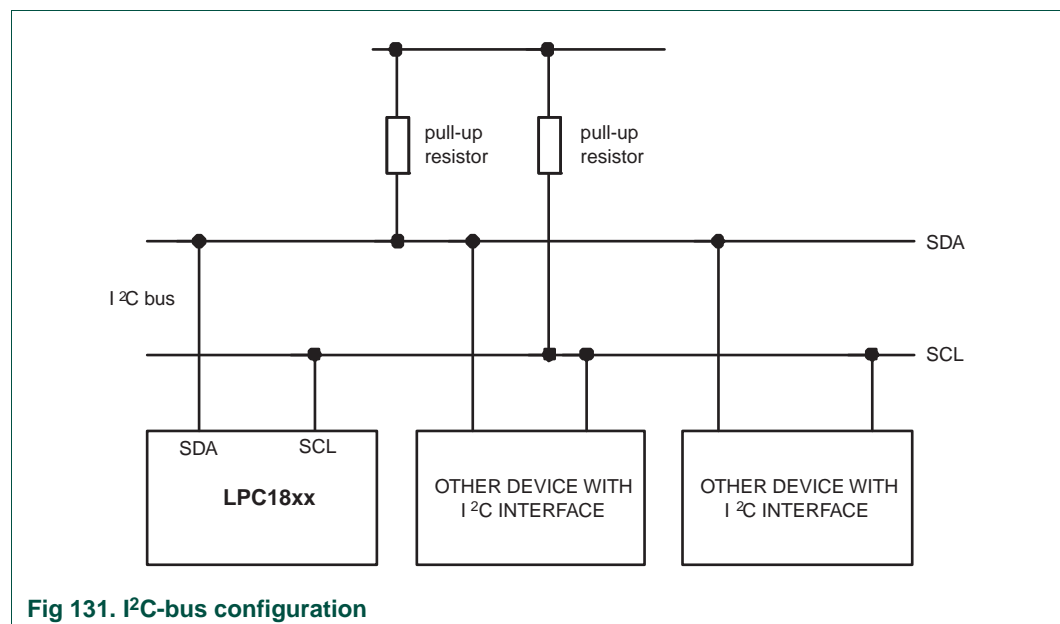 pull-up
resistor
pull-up
resistor
SDA
I ²C bus
SCL
SDA
SCL
LPC18xx
OTHER DEVICE WITH
I ²C INTERFACE
OTHER DEVICE WITH
I ²C INTERFACE
Fig 131. I²C-bus configuration